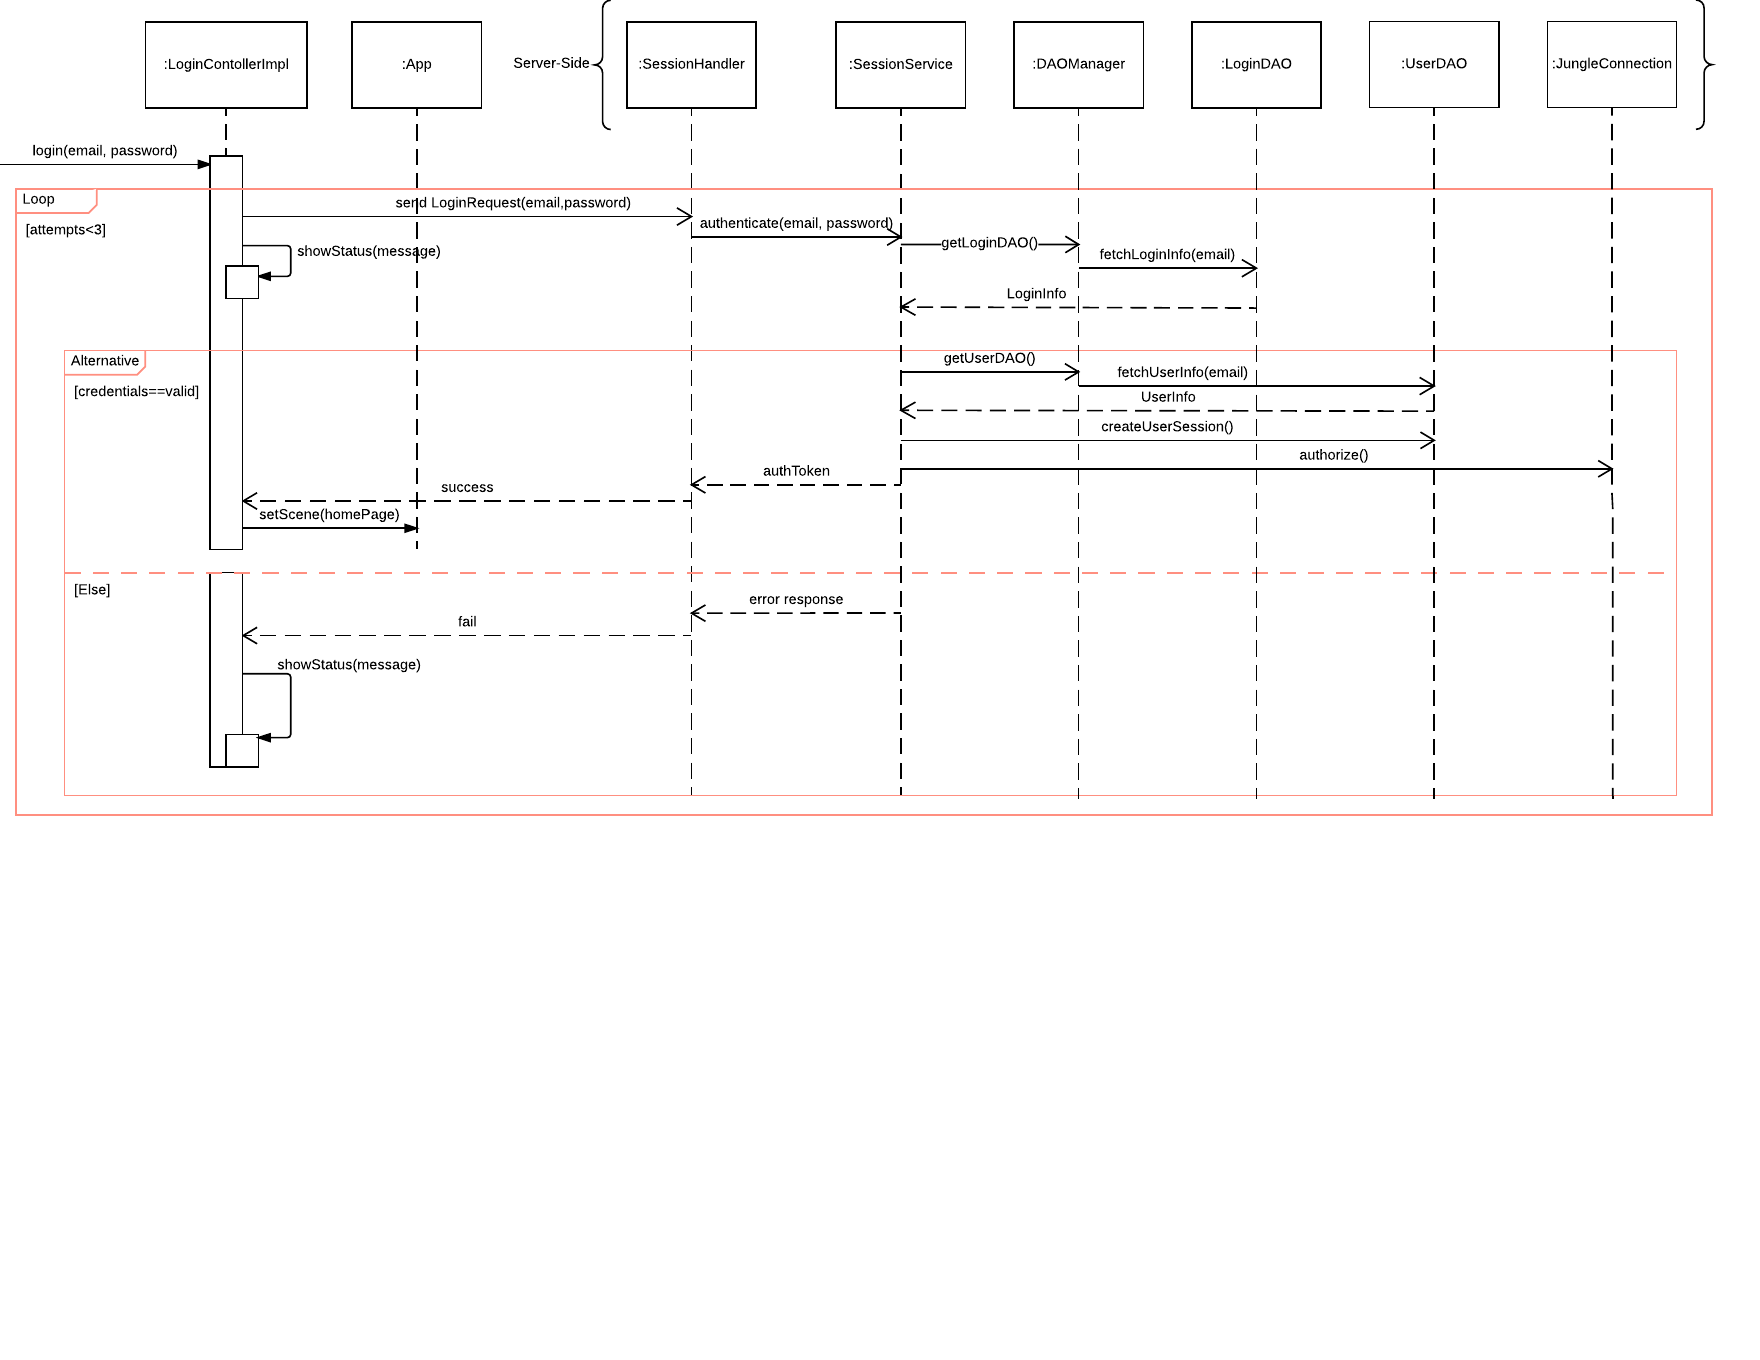 :LoginContollerImpl
:App
Server-Side
:SessionHandler
:SessionService
:DAOManager
:LoginDAO
:UserDAO
:JungleConnection
login(email, password)
Loop
[attempts<3]
send LoginRequest(email,password)
authenticate(email, password)
getLoginDAO()
showStatus(message)
fetchLoginInfo(email)
LoginInfo
Alternative
[credentials==valid]
getUserDAO()
fetchUserInfo(email)
UserInfo
createUserSession()
authorize()
authToken
success
setScene(homePage)
[Else]
error response
fail
showStatus(message)